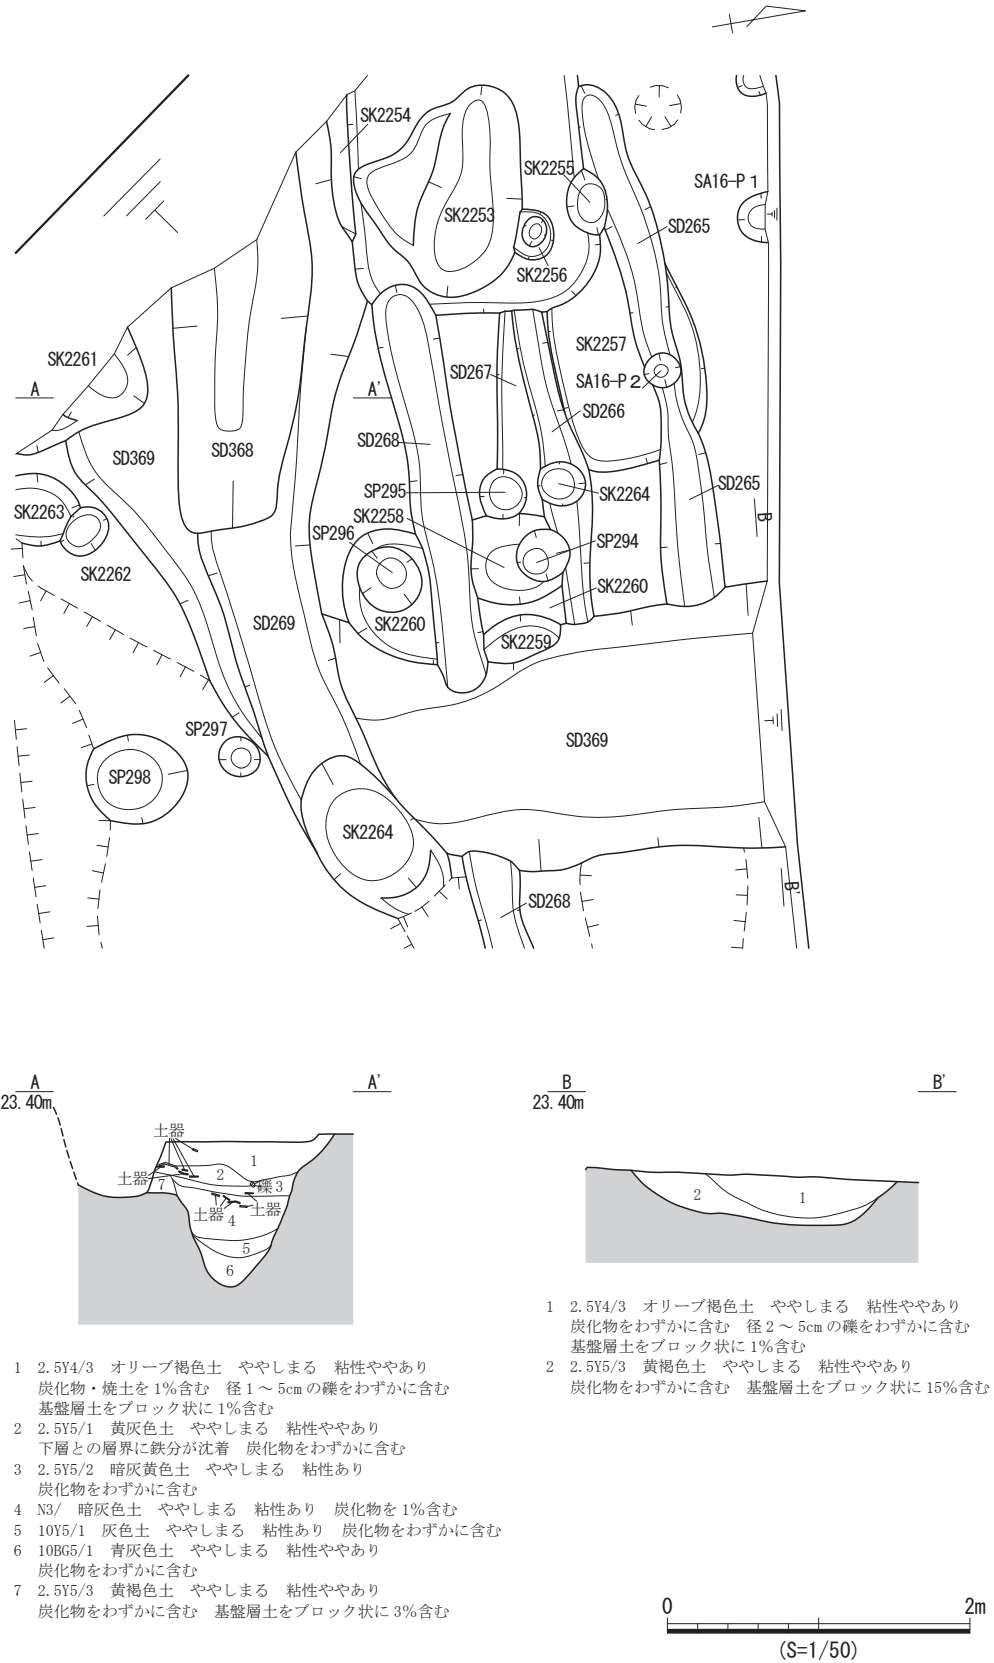 SK2254
SK2255
SA16-P1
SK2253
SD265
SK2256
SK2261
SK2257
SD267
SA16-P2
A
A'
SD266
SD268
SD369
SD368
SD265
SP295
SK2264
SK2263
SK2258
SP296
SP294
B
SK2262
SK2260
SD269
SK2260
SK2259
SP297
SD369
SP298
SK2264
SD268
B'
A
A'
23.40m
土器
土器
1
2
礫
3
7
土器
土器
4
5
6
B
B'
23.40m
2
1
1 2.5Y4/3 オリーブ褐色土 ややしまる 粘性ややあり
炭化物をわずかに含む 径2～5cmの礫をわずかに含む
基盤層土をブロック状に1%含む
2 2.5Y5/3 黄褐色土 ややしまる 粘性ややあり
炭化物をわずかに含む 基盤層土をブロック状に15%含む
1 2.5Y4/3 オリーブ褐色土 ややしまる 粘性ややあり
炭化物・焼土を1%含む 径1～5cmの礫をわずかに含む
基盤層土をブロック状に1%含む
2 2.5Y5/1 黄灰色土 ややしまる 粘性ややあり
下層との層界に鉄分が沈着 炭化物をわずかに含む
3 2.5Y5/2 暗灰黄色土 ややしまる 粘性あり
炭化物をわずかに含む
4 N3/ 暗灰色土 ややしまる 粘性あり 炭化物を1%含む
5 10Y5/1 灰色土 ややしまる 粘性あり 炭化物をわずかに含む
6 10BG5/1 青灰色土 ややしまる 粘性ややあり
炭化物をわずかに含む
7 2.5Y5/3 黄褐色土 ややしまる 粘性ややあり
炭化物をわずかに含む 基盤層土をブロック状に3%含む
0 2m
(S=1/50)